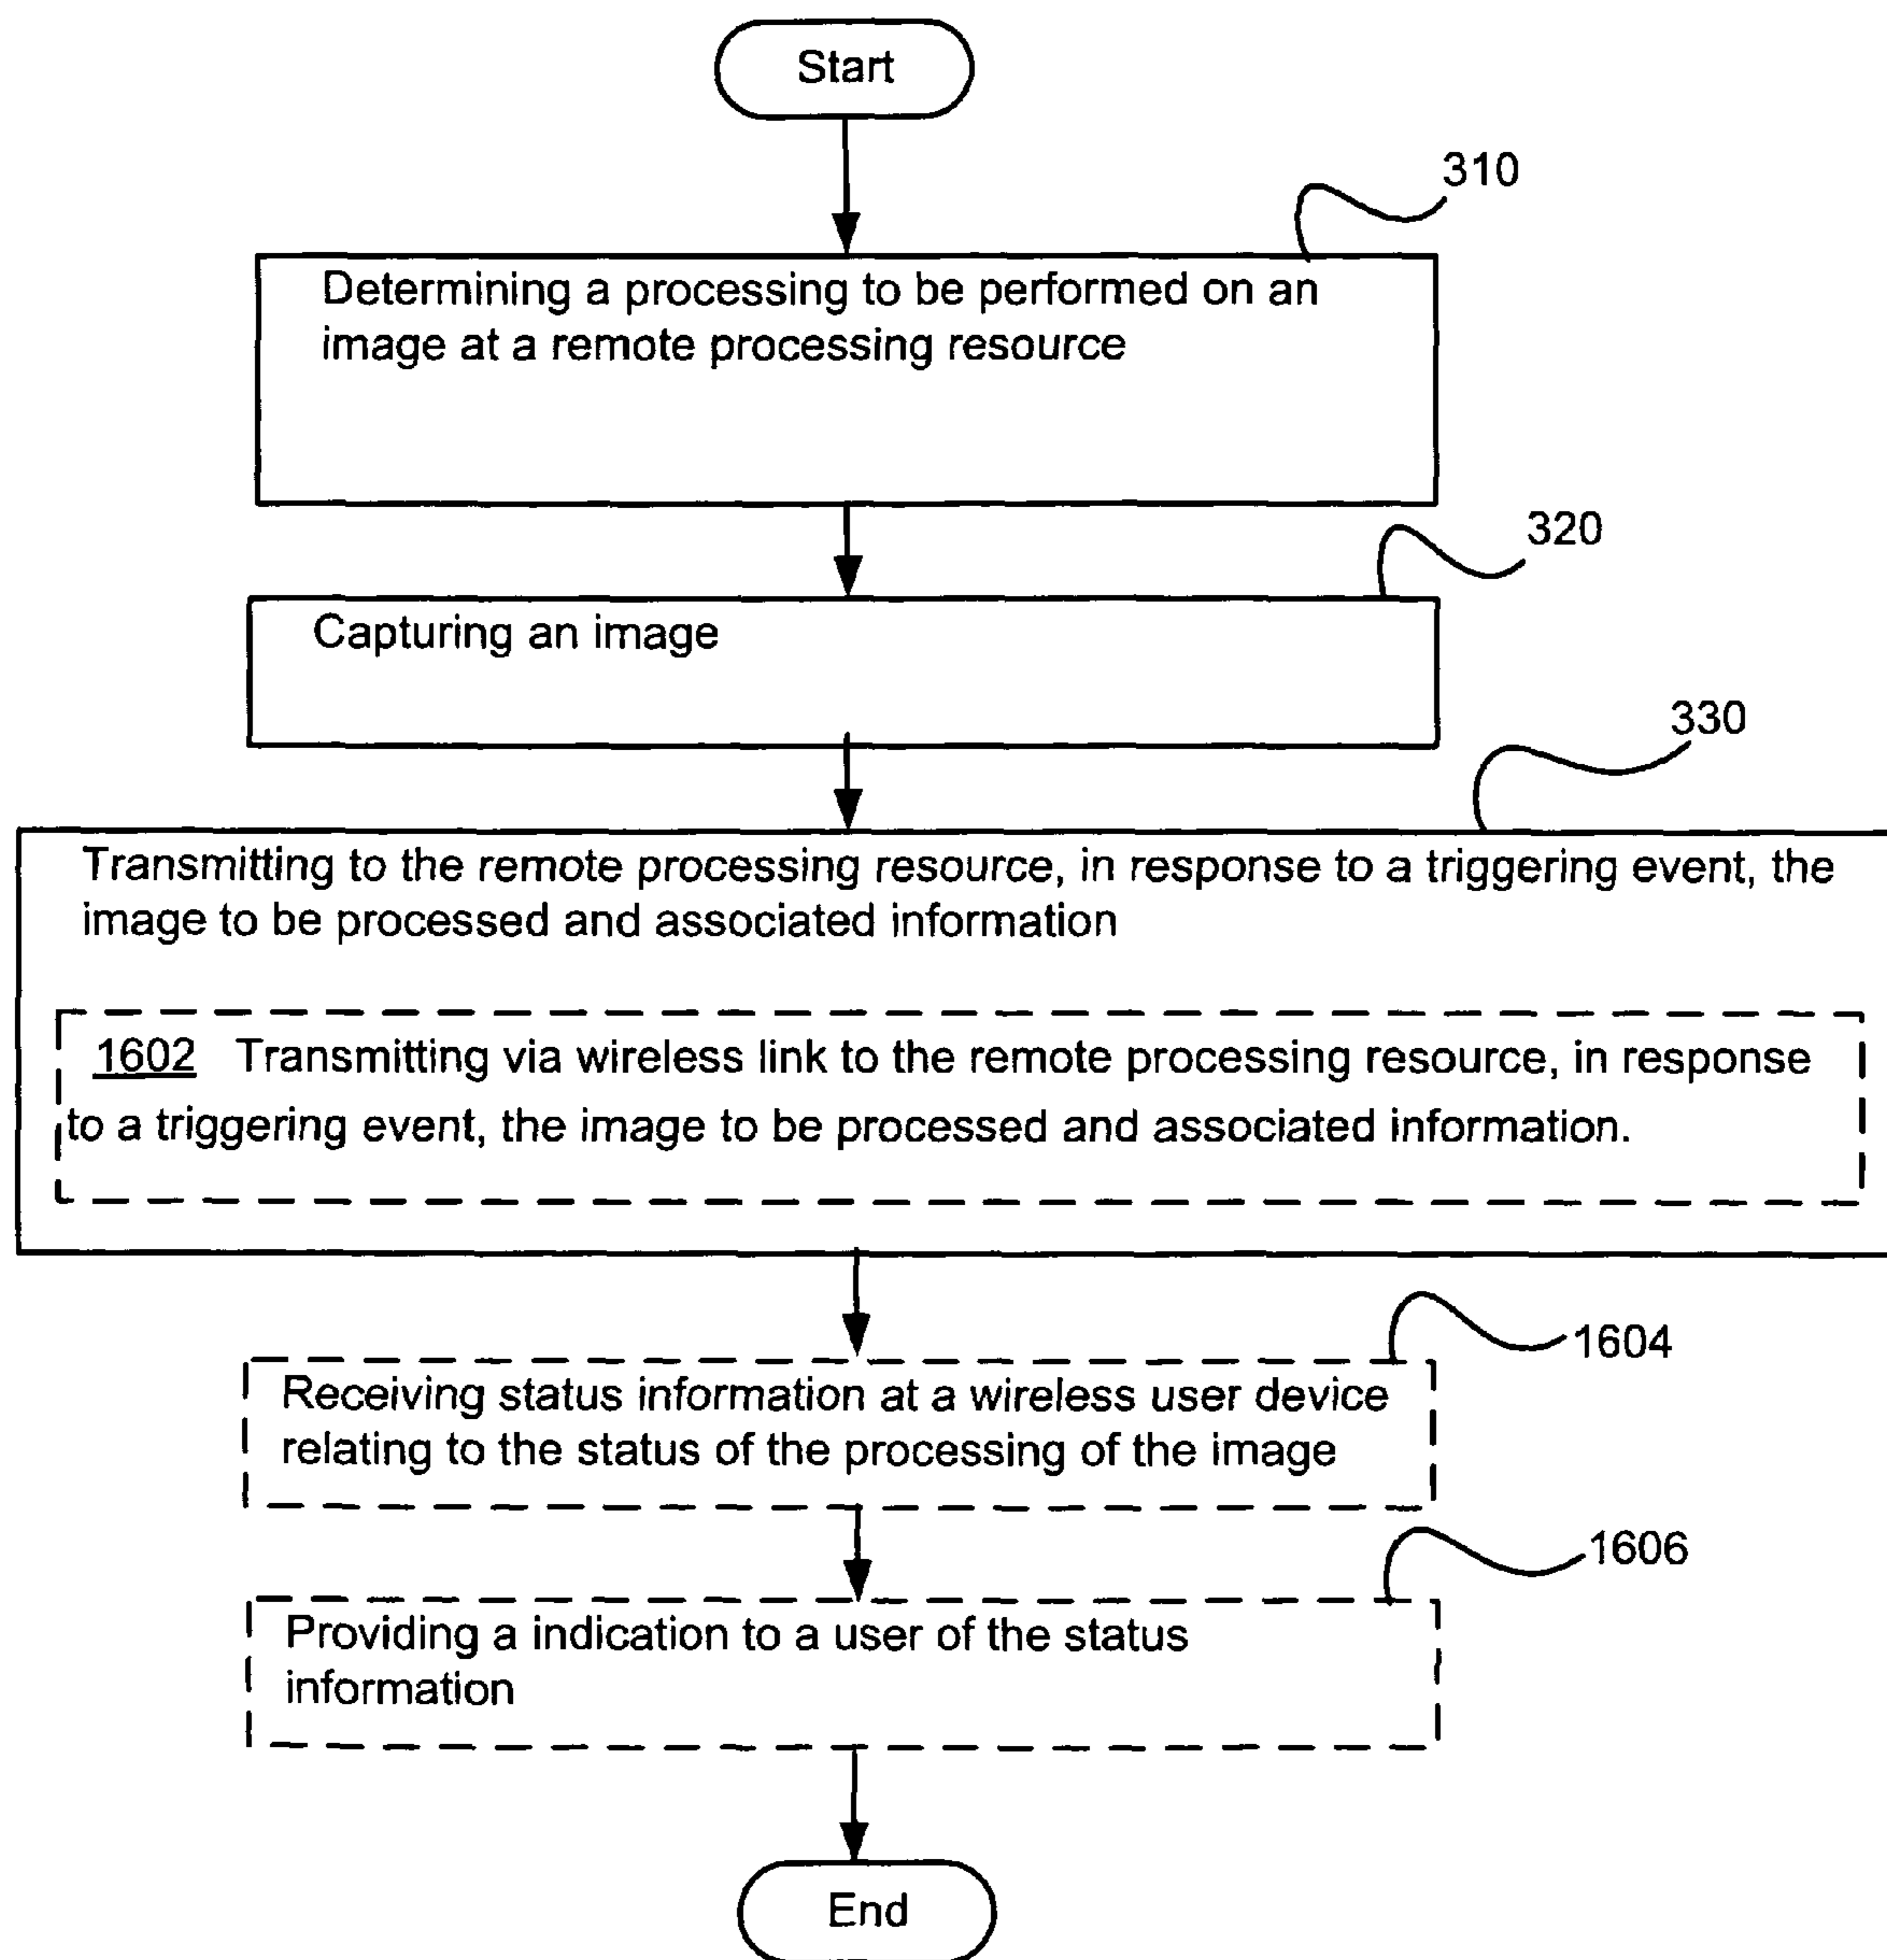 Start
310
Determining a processing to be performed on an
image at a remote processing resource
320
Capturing an image
330
Transmitting to the remote processing resource, in response to a triggering event, the
image to be processed and associated information
1602 Transmitting via wireless link to the remote processing resource, in response
to a triggering event, the image to be processed and associated information.
1604
Receiving status information at a wireless user device
relating to the status of the processing of the image
1606
Providing a indication to a user of the status
information
End